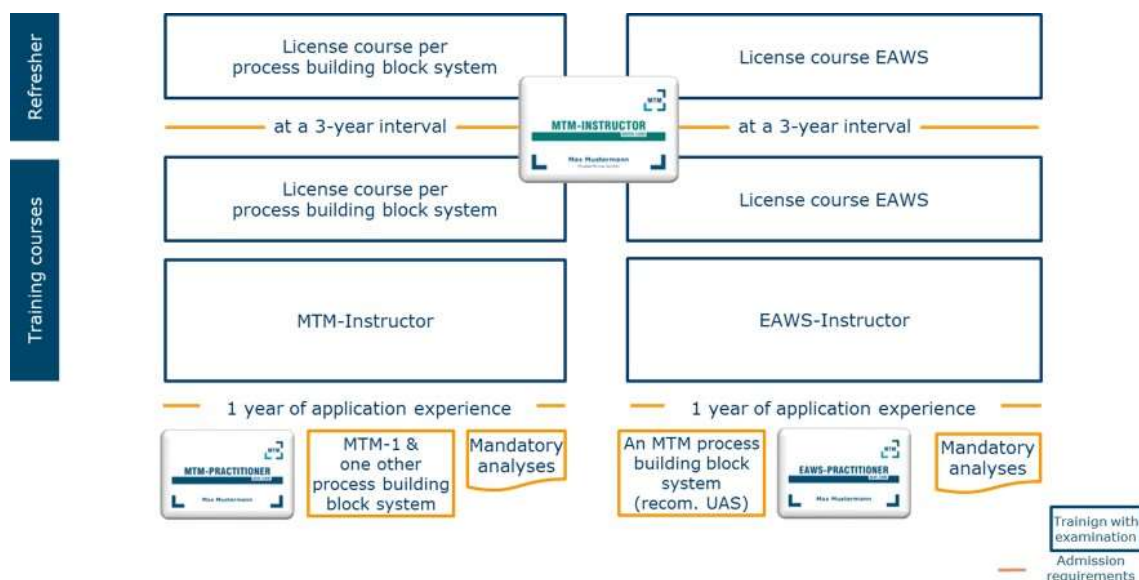 Refresher
License course per
process building block system
License course EAWS
MTM
MTM-INSTRUCTOR
Max Mustermann
at a 3-year interval
at a 3-year interval
Training courses
License course per
process building block system
License course EAWS
MTM-Instructor
EAWS-Instructor
1 year of application experience
1 year of application experience
MTM
MTM-PRACTITIONER
Max Mustermann
MTM-1 &
one other
process building
block system
Mandatory
analyses
An MTM process
building block
system
(recom. UAS)
MTM
EAWS-PRACTITIONER
Max Mustermann
Mandatory
analyses
Trainign with
examination
Admission
requirements